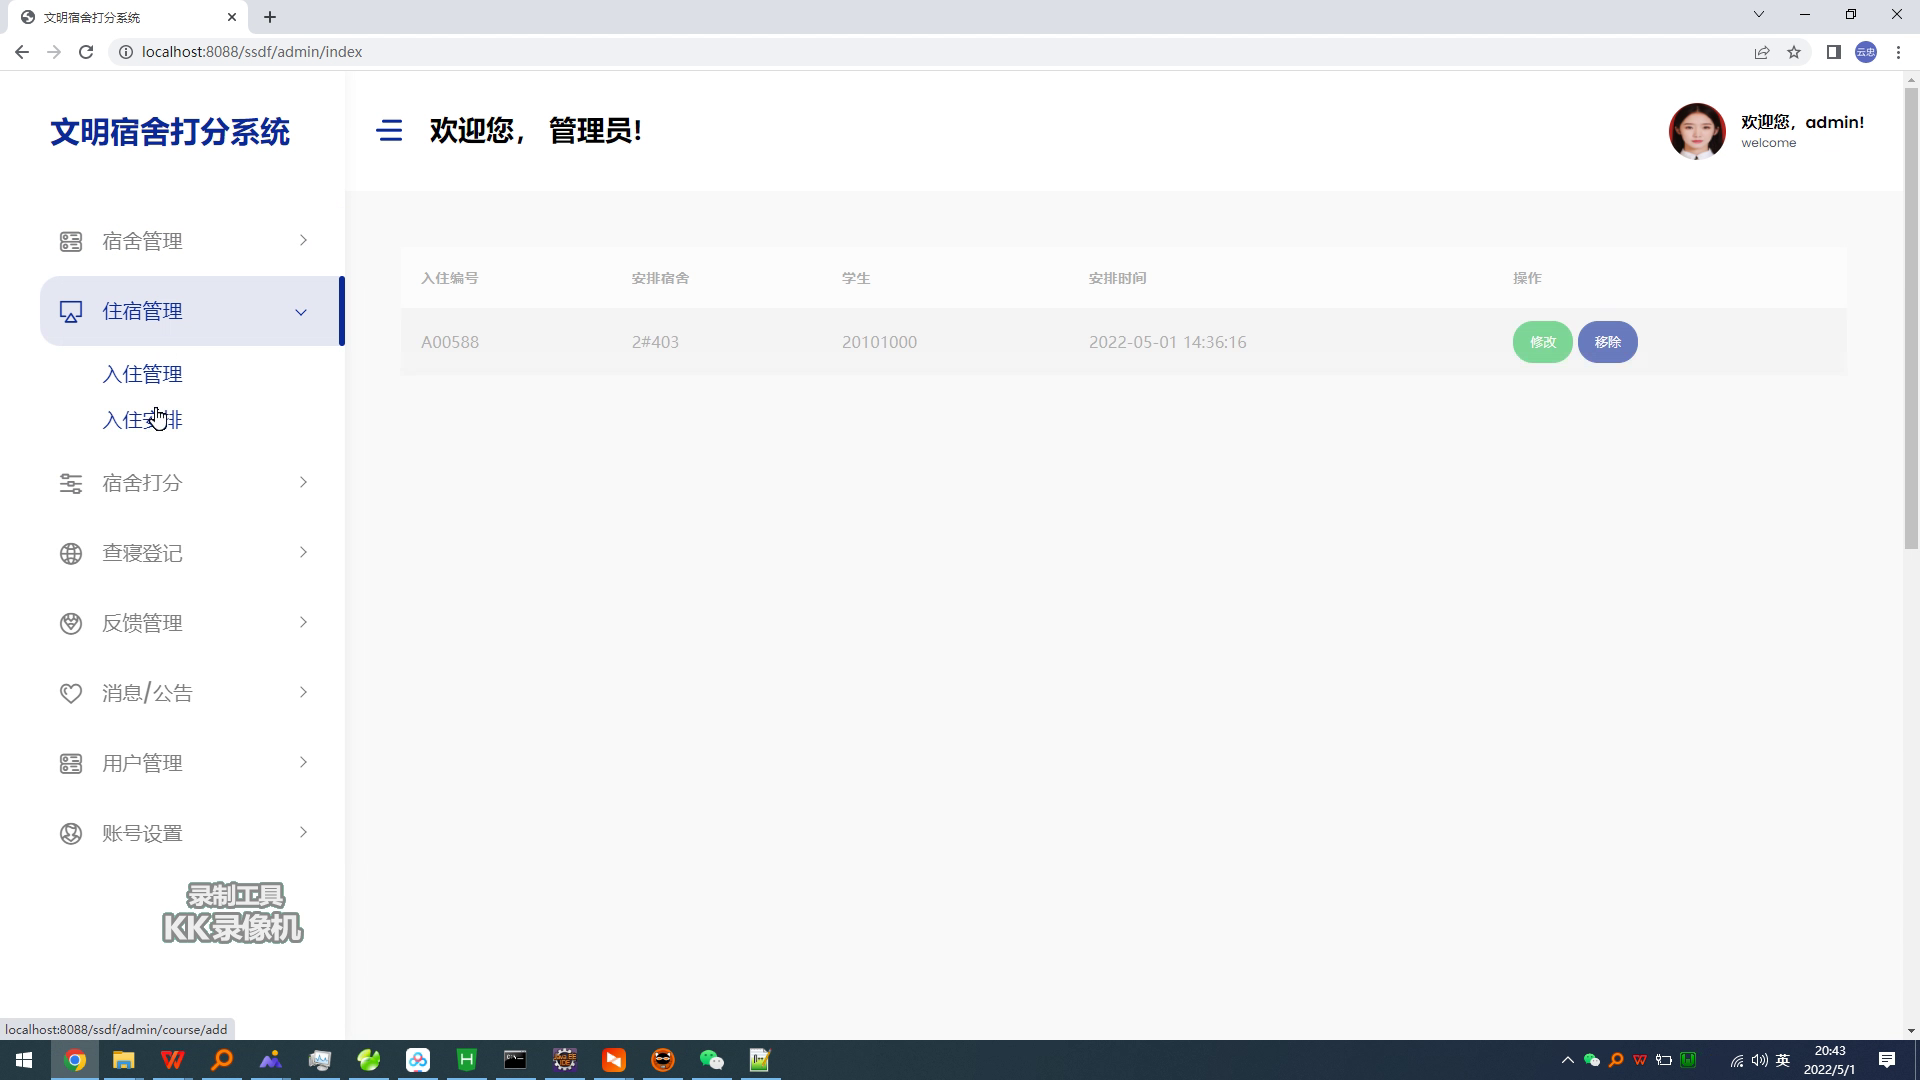 文明宿舍打分系统
localhost:8088/ssdf/admin/index
云忠
文明宿舍打分系统
欢迎您， 管理员!
欢迎您，admin!
welcome
宿舍管理
住宿管理
入住管理
入住安排
宿舍打分
查寝登记
反馈管理
消息/公告
用户管理
账号设置
入住编号 安排宿舍 学生 安排时间 操作
A00588 2#403 20101000 2022-05-01 14:36:16 修改 移除
录制工具
KK录像机
localhost:8088/ssdf/admin/course/add
英
20:43
2022/5/1